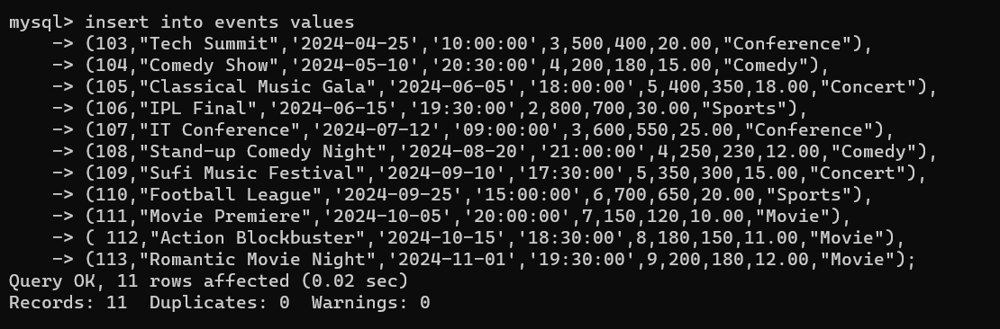 mysql> insert into events values
    -> (103,"Tech Summit",'2024-04-25','10:00:00',3,500,400,20.00,"Conference"),
    -> (104,"Comedy Show",'2024-05-10','20:30:00',4,200,180,15.00,"Comedy"),
    -> (105,"Classical Music Gala",'2024-06-05','18:00:00',5,400,350,18.00,"Concert"),
    -> (106,"IPL Final",'2024-06-15','19:30:00',2,800,700,30.00,"Sports"),
    -> (107,"IT Conference",'2024-07-12','09:00:00',3,600,550,25.00,"Conference"),
    -> (108,"Stand-up Comedy Night",'2024-08-20','21:00:00',4,250,230,12.00,"Comedy"),
    -> (109,"Sufi Music Festival",'2024-09-10','17:30:00',5,350,300,15.00,"Concert"),
    -> (110,"Football League",'2024-09-25','15:00:00',6,700,650,20.00,"Sports"),
    -> (111,"Movie Premiere",'2024-10-05','20:00:00',7,150,120,10.00,"Movie"),
    -> ( 112,"Action Blockbuster",'2024-10-15','18:30:00',8,180,150,11.00,"Movie"),
    -> (113,"Romantic Movie Night",'2024-11-01','19:30:00',9,200,180,12.00,"Movie");
Query OK, 11 rows affected (0.02 sec)
Records: 11  Duplicates: 0  Warnings: 0